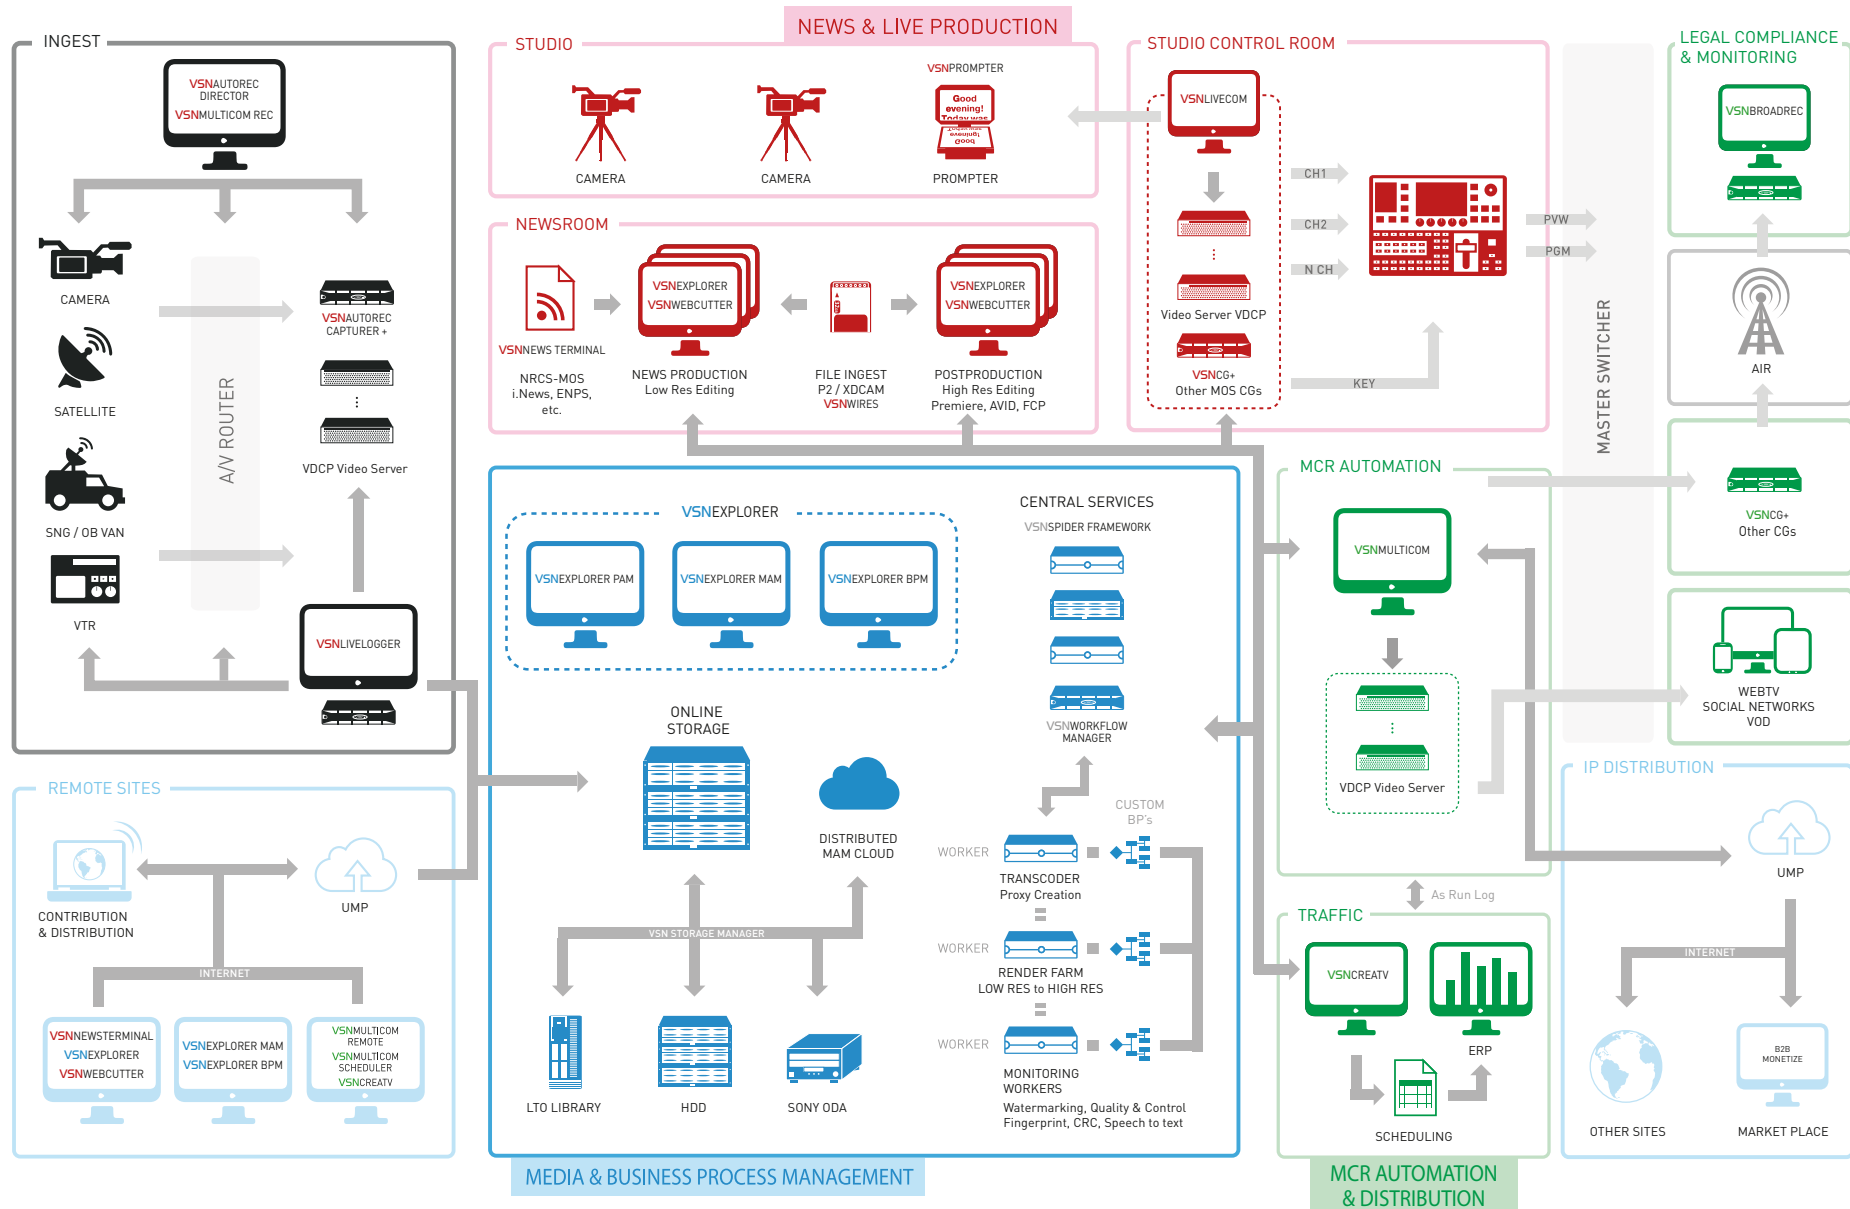 NEWS & LIVE PRODUCTION
INGEST
VSNAUTOREC
DIRECTOR
VSNMULTICOM REC
CAMERA
SATELLITE
SNG / OB VAN
VTR
A/V ROUTER
VSNAUTOREC
CAPTURER +
VDCP Video Server
VSNLIVELOGGER
STUDIO
CAMERA
CAMERA
VSNPROMPTER
Good
evening!
Today was
PROMPTER
NEWSROOM
VSNNEWS TERMINAL
NRCS-MOS
i.News, ENPS,
etc.
VSNEXPLORER
VSNWEBCUTTER
NEWS PRODUCTION
Low Res Editing
FILE INGEST
P2 / XDCAM
VSNWIRES
VSNEXPLORER
VSNWEBCUTTER
POSTPRODUCTION
High Res Editing
Premiere, AVID, FCP
STUDIO CONTROL ROOM
VSNLIVECOM
Video Server VDCP
VSNCG+
Other MOS CGs
CH1
CH2
N CH
KEY
PVW
PGM
MASTER SWITCHER
LEGAL COMPLIANCE
& MONITORING
VSNBROADREC
AIR
VSNCG+
Other CGs
WEBTV
SOCIAL NETWORKS
VOD
REMOTE SITES
CONTRIBUTION
& DISTRIBUTION
UMP
INTERNET
VSNNEWSTERMINAL
VSNEXPLORER
VSNWEBCUTTER
VSNEXPLORER MAM
VSNEXPLORER BPM
VSNMULTICOM
REMOTE
VSNMULTICOM
SCHEDULER
VSNCREATV
VSNEXPLORER
VSNEXPLORER PAM
VSNEXPLORER MAM
VSNEXPLORER BPM
ONLINE
STORAGE
DISTRIBUTED
MAM CLOUD
VSN STORAGE MANAGER
LTO LIBRARY
HDD
SONY ODA
CENTRAL SERVICES
VSNSPIDER FRAMEWORK
VSNWORKFLOW
MANAGER
CUSTOM
BP's
WORKER
TRANSCODER
Proxy Creation
WORKER
RENDER FARM
LOW RES to HIGH RES
WORKER
MONITORING
WORKERS
Watermarking, Quality & Control
Fingerprint, CRC, Speech to text
MEDIA & BUSINESS PROCESS MANAGEMENT
MCR AUTOMATION
VSNMULTICOM
VDCP Video Server
As Run Log
TRAFFIC
VSNCREATV
ERP
SCHEDULING
MCR AUTOMATION
& DISTRIBUTION
IP DISTRIBUTION
UMP
INTERNET
OTHER SITES
B2B
MONETIZE
MARKET PLACE